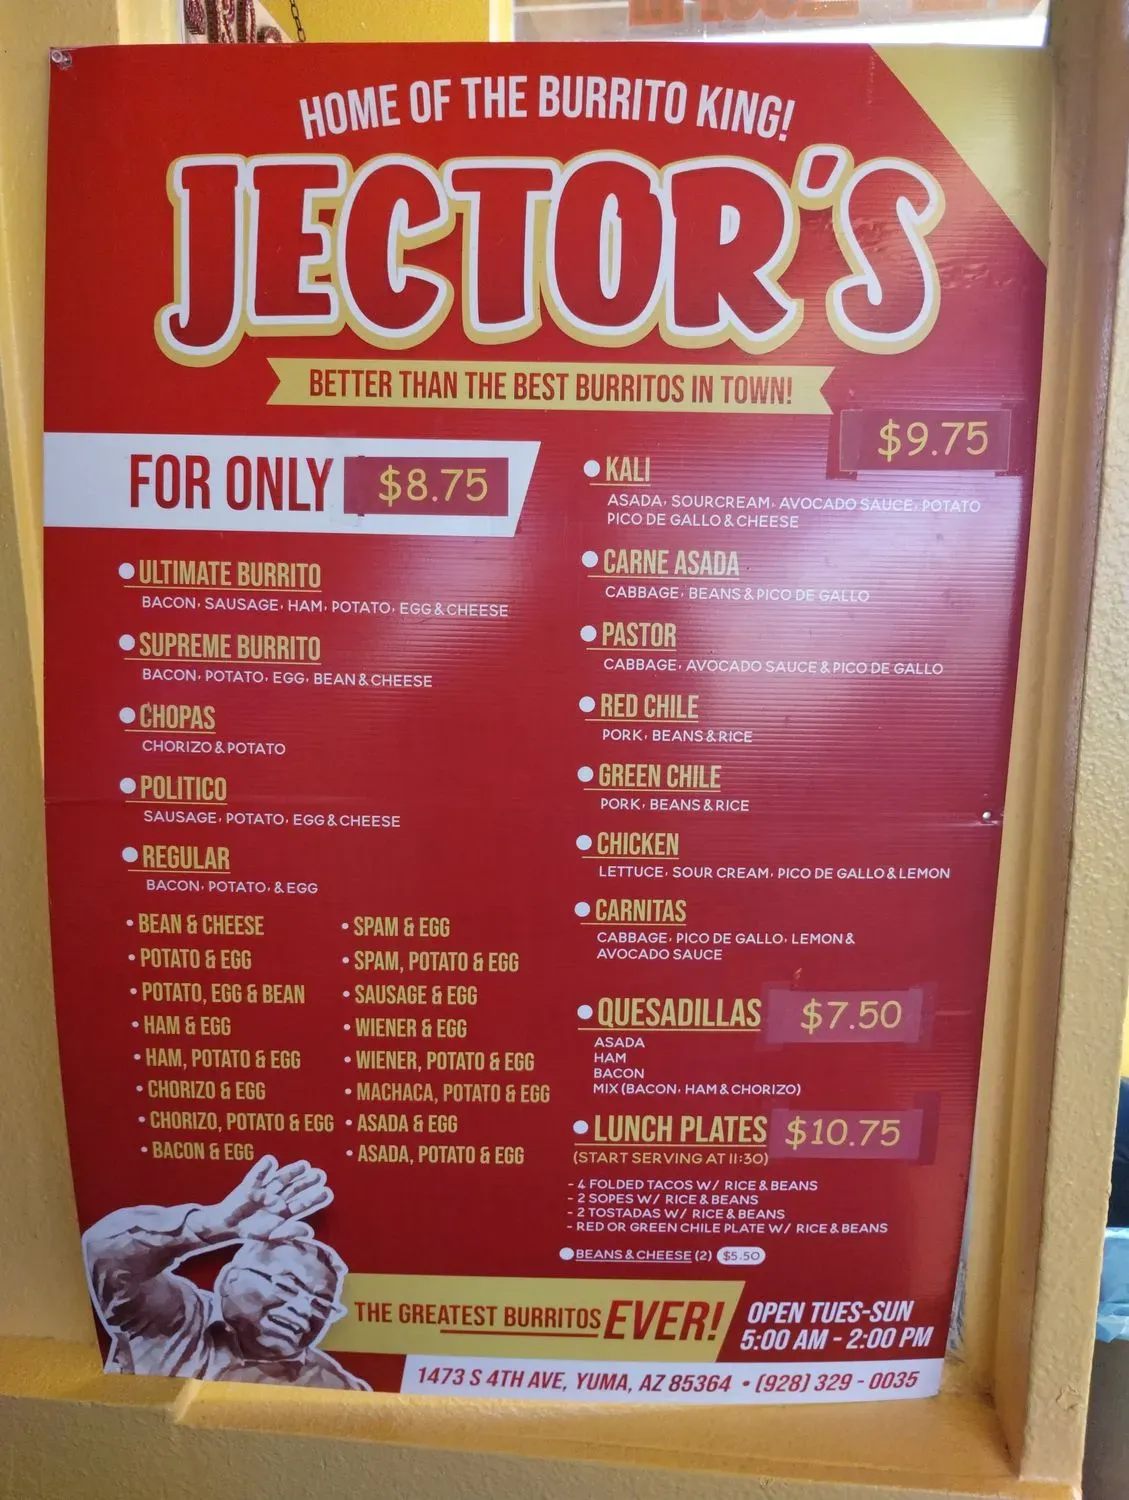 HOME OF THE BURRITO KING!
JECTOR'S
BETTER THAN THE BEST BURRITOS IN TOWN!
FOR ONLY $8.75
ULTIMATE BURRITO
BACON, SAUSAGE, HAM, POTATO, EGG & CHEESE
SUPREME BURRITO
BACON, POTATO, EGG, BEAN & CHEESE
CHOPAS
CHORIZO & POTATO
POLITICO
SAUSAGE, POTATO, EGG & CHEESE
REGULAR
BACON, POTATO, & EGG
• BEAN & CHEESE
• POTATO & EGG
• POTATO, EGG & BEAN
• HAM & EGG
• HAM, POTATO & EGG
• CHORIZO & EGG
• CHORIZO, POTATO & EGG
• BACON & EGG
• SPAM & EGG
• SPAM, POTATO & EGG
• SAUSAGE & EGG
• WIENER & EGG
• WIENER, POTATO & EGG
• MACHACA, POTATO & EGG
• ASADA & EGG
• ASADA, POTATO & EGG
$9.75
KALI
ASADA, SOURCREAM, AVOCADO SAUCE, POTATO
PICO DE GALLO & CHEESE
CARNE ASADA
CABBAGE, BEANS & PICO DE GALLO
PASTOR
CABBAGE, AVOCADO SAUCE & PICO DE GALLO
RED CHILE
PORK, BEANS & RICE
GREEN CHILE
PORK, BEANS & RICE
CHICKEN
LETTUCE, SOUR CREAM, PICO DE GALLO & LEMON
CARNITAS
CABBAGE, PICO DE GALLO, LEMON &
AVOCADO SAUCE
QUESADILLAS $7.50
ASADA
HAM
BACON
MIX (BACON, HAM & CHORIZO)
LUNCH PLATES $10.75
(START SERVING AT 11:30)
- 4 FOLDED TACOS W/ RICE & BEANS
- 2 SOPES W/ RICE & BEANS
- 2 TOSTADAS W/ RICE & BEANS
- RED OR GREEN CHILE PLATE W/ RICE & BEANS
BEANS & CHEESE (2) $5.50
THE GREATEST BURRITOS EVER!
OPEN TUES-SUN
5:00 AM - 2:00 PM
1473 S 4TH AVE, YUMA, AZ 85364 • (928) 329 - 0035